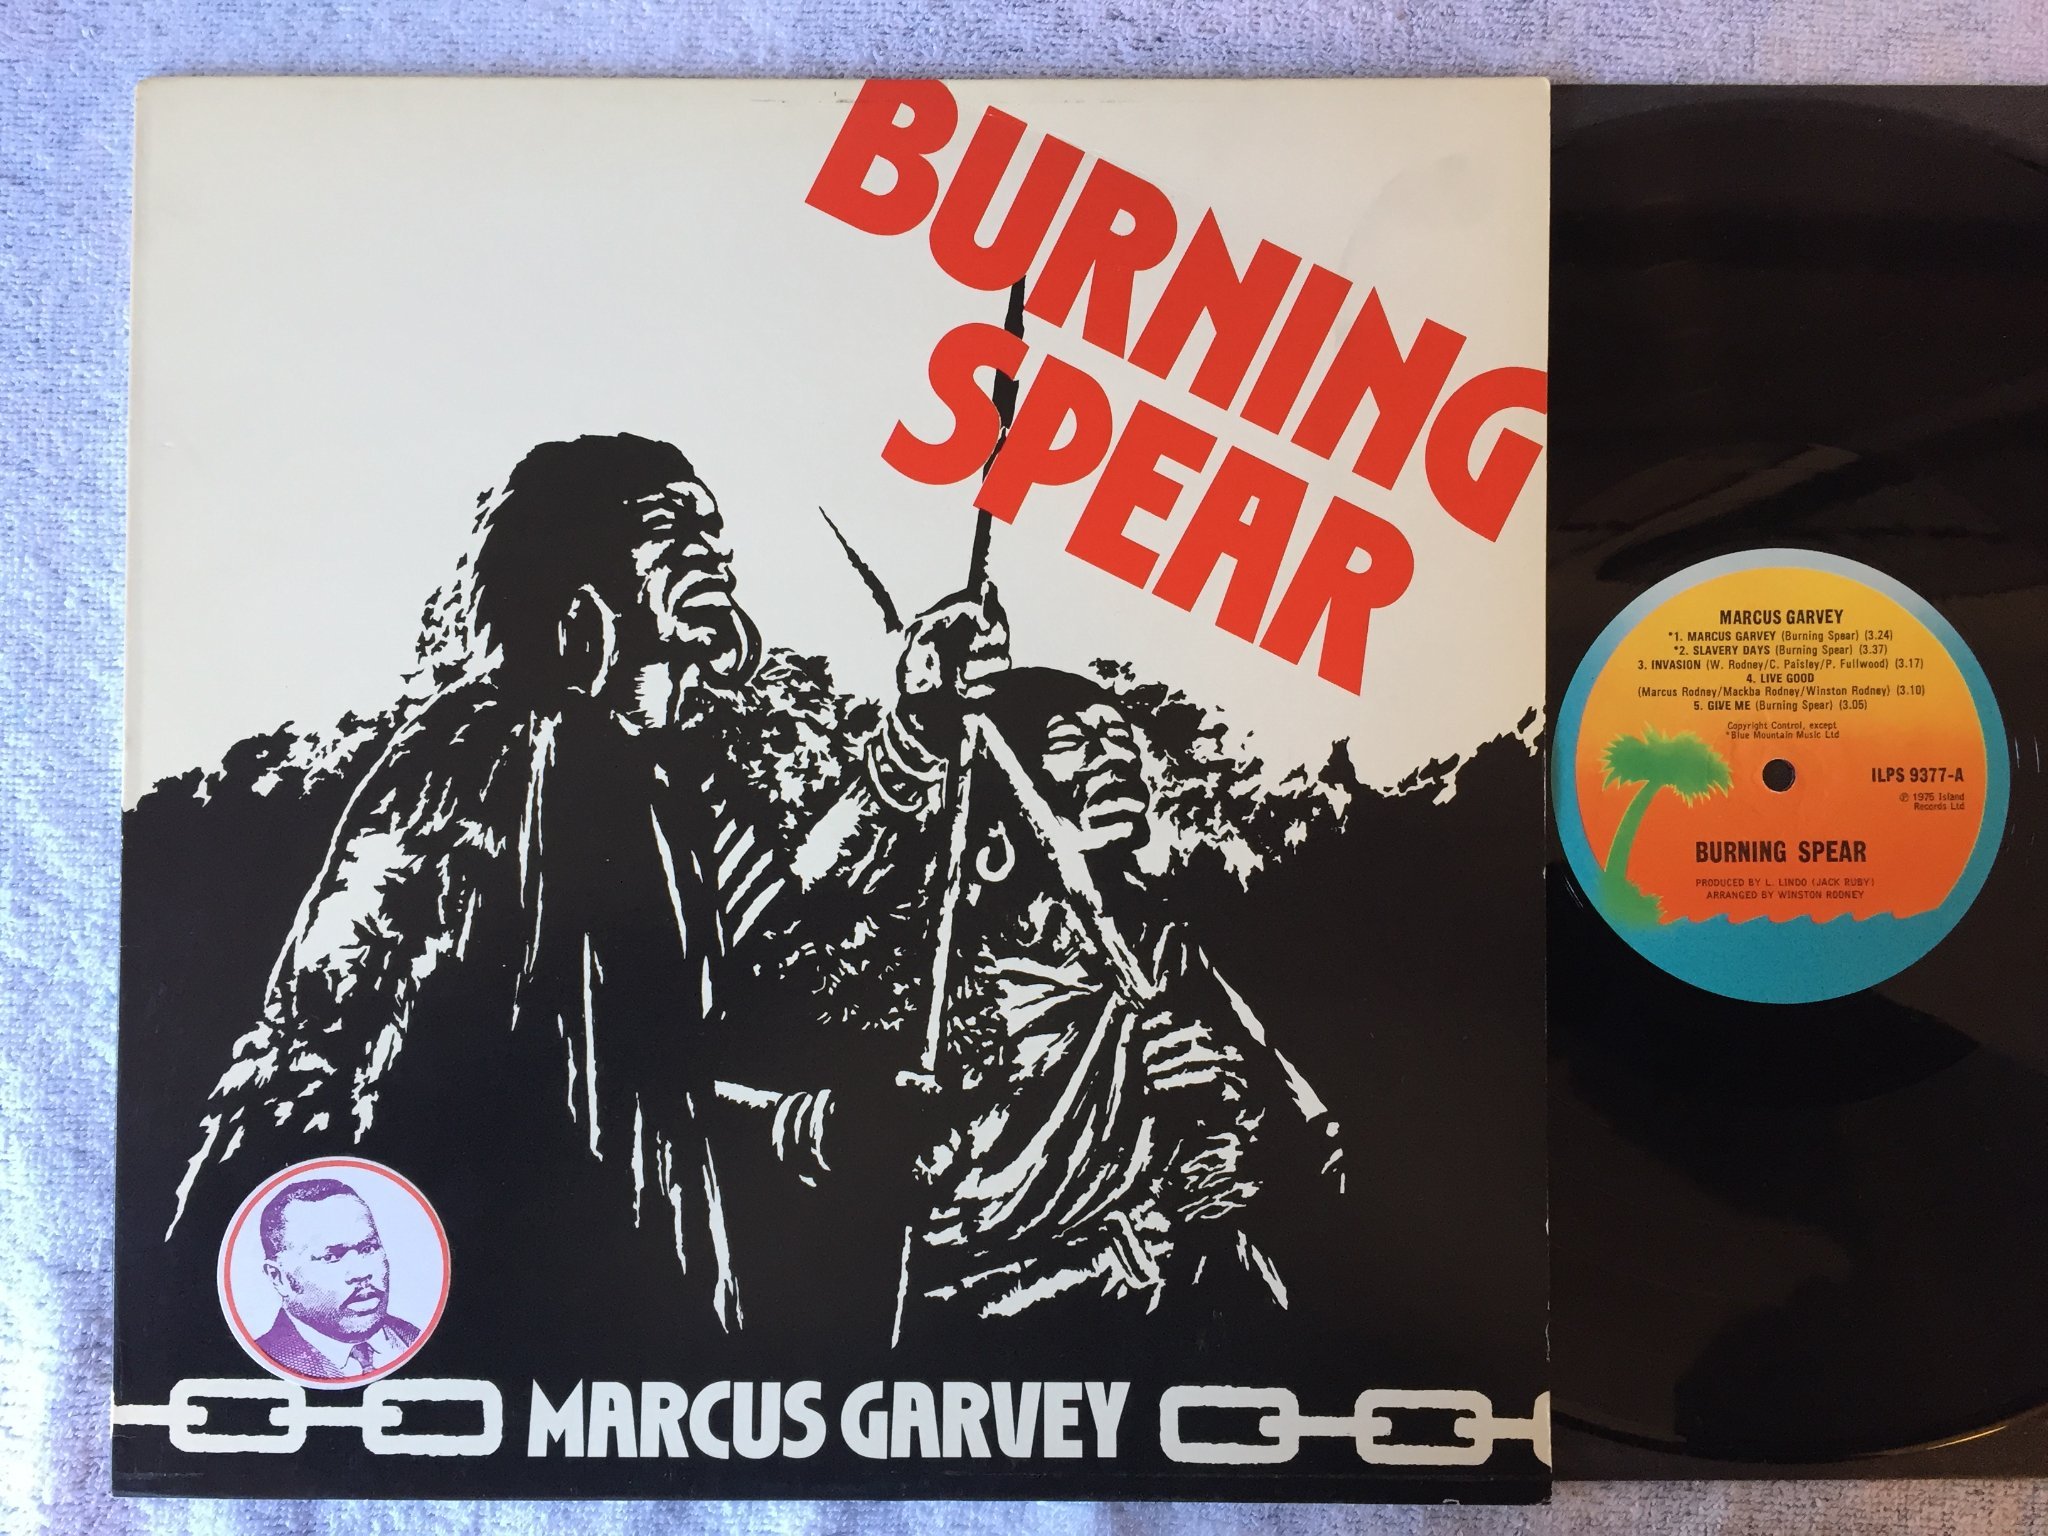 BURNING
SPEAR
MARCUS GARVEY
MARCUS GARVEY
*1. MARCUS GARVEY (Burning Spear) (3.24)
*2. SLAVERY DAYS (Burning Spear) (3.37)
3. INVASION (W. Rodney/C. Paisley/P. Fullwood) (3.17)
4. LIVE GOOD
(Marcus Rodney/Mackba Rodney/Winston Rodney) (3.10)
5. GIVE ME (Burning Spear) (3.05)
Copyright Control, except
*Blue Mountain Music Ltd
ILPS 9377-A
℗ 1975 Island
Records Ltd
BURNING SPEAR
PRODUCED BY L. LINDO (JACK RUBY)
ARRANGED BY WINSTON RODNEY